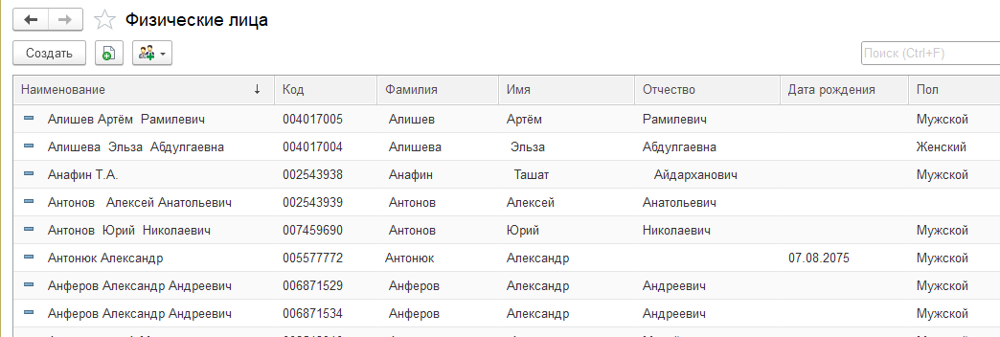 Физические лица
Создать Поиск (Ctrl+F)
Наименование ↓ Код Фамилия Имя Отчество Дата рождения Пол
Алишев Артём Рамилевич 004017005 Алишев Артём Рамилевич Мужской
Алишева Эльза Абдулгаевна 004017004 Алишева Эльза Абдулгаевна Женский
Анафин Т.А. 002543938 Анафин Ташат Айдарханович Мужской
Антонов Алексей Анатольевич 002543939 Антонов Алексей Анатольевич
Антонов Юрий Николаевич 007459690 Антонов Юрий Николаевич Мужской
Антонюк Александр 005577772 Антонюк Александр 07.08.2075 Мужской
Анферов Александр Андреевич 006871529 Анферов Александр Андреевич Мужской
Анферов Александр Андреевич 006871534 Анферов Александр Андреевич Мужской